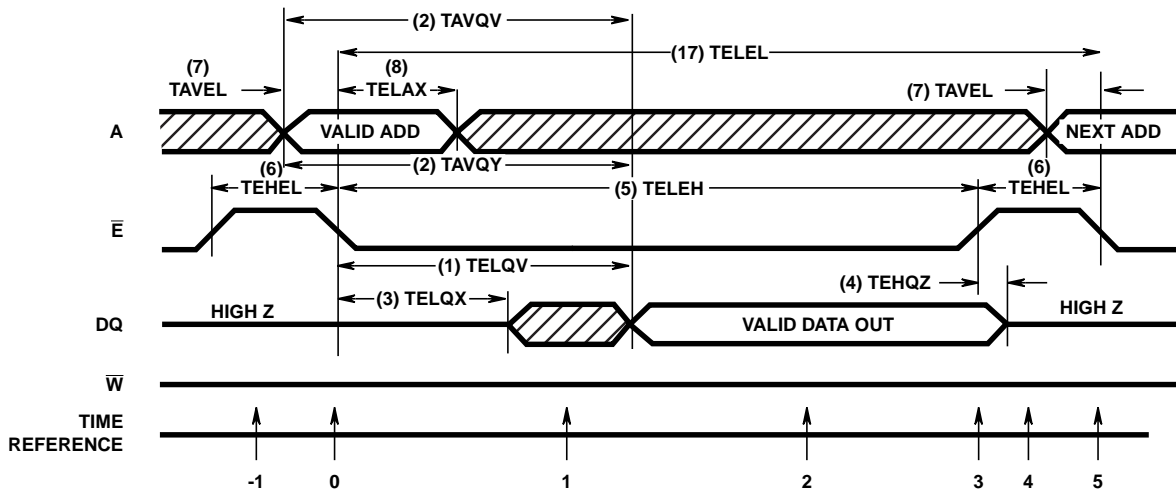 (2) TAVQV
(17) TELEL
(7)
TAVEL
(8)
TELAX
(7) TAVEL
A
VALID ADD
NEXT ADD
(2) TAVQY
(6)
TEHEL
(5) TELEH
(6)
TEHEL
E
(1) TELQV
(4) TEHQZ
(3) TELQX
HIGH Z
HIGH Z
DQ
VALID DATA OUT
W
TIME
REFERENCE
-1 0 1 2 3 4 5